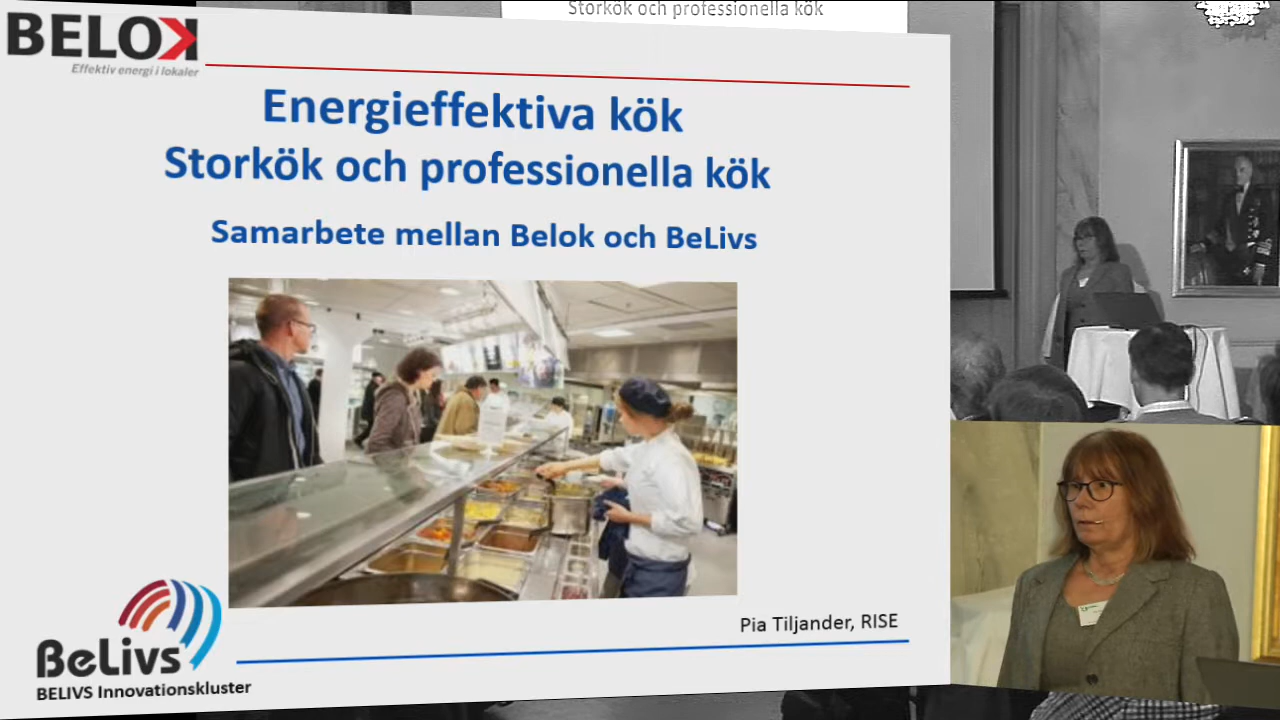 Storkök och professionella kök
BELOK
Effektiv energi i lokaler
Energieffektiva kök
Storkök och professionella kök
Samarbete mellan Belok och BeLivs
Pia Tiljander, RISE
BeLivs
BELIVS Innovationskluster